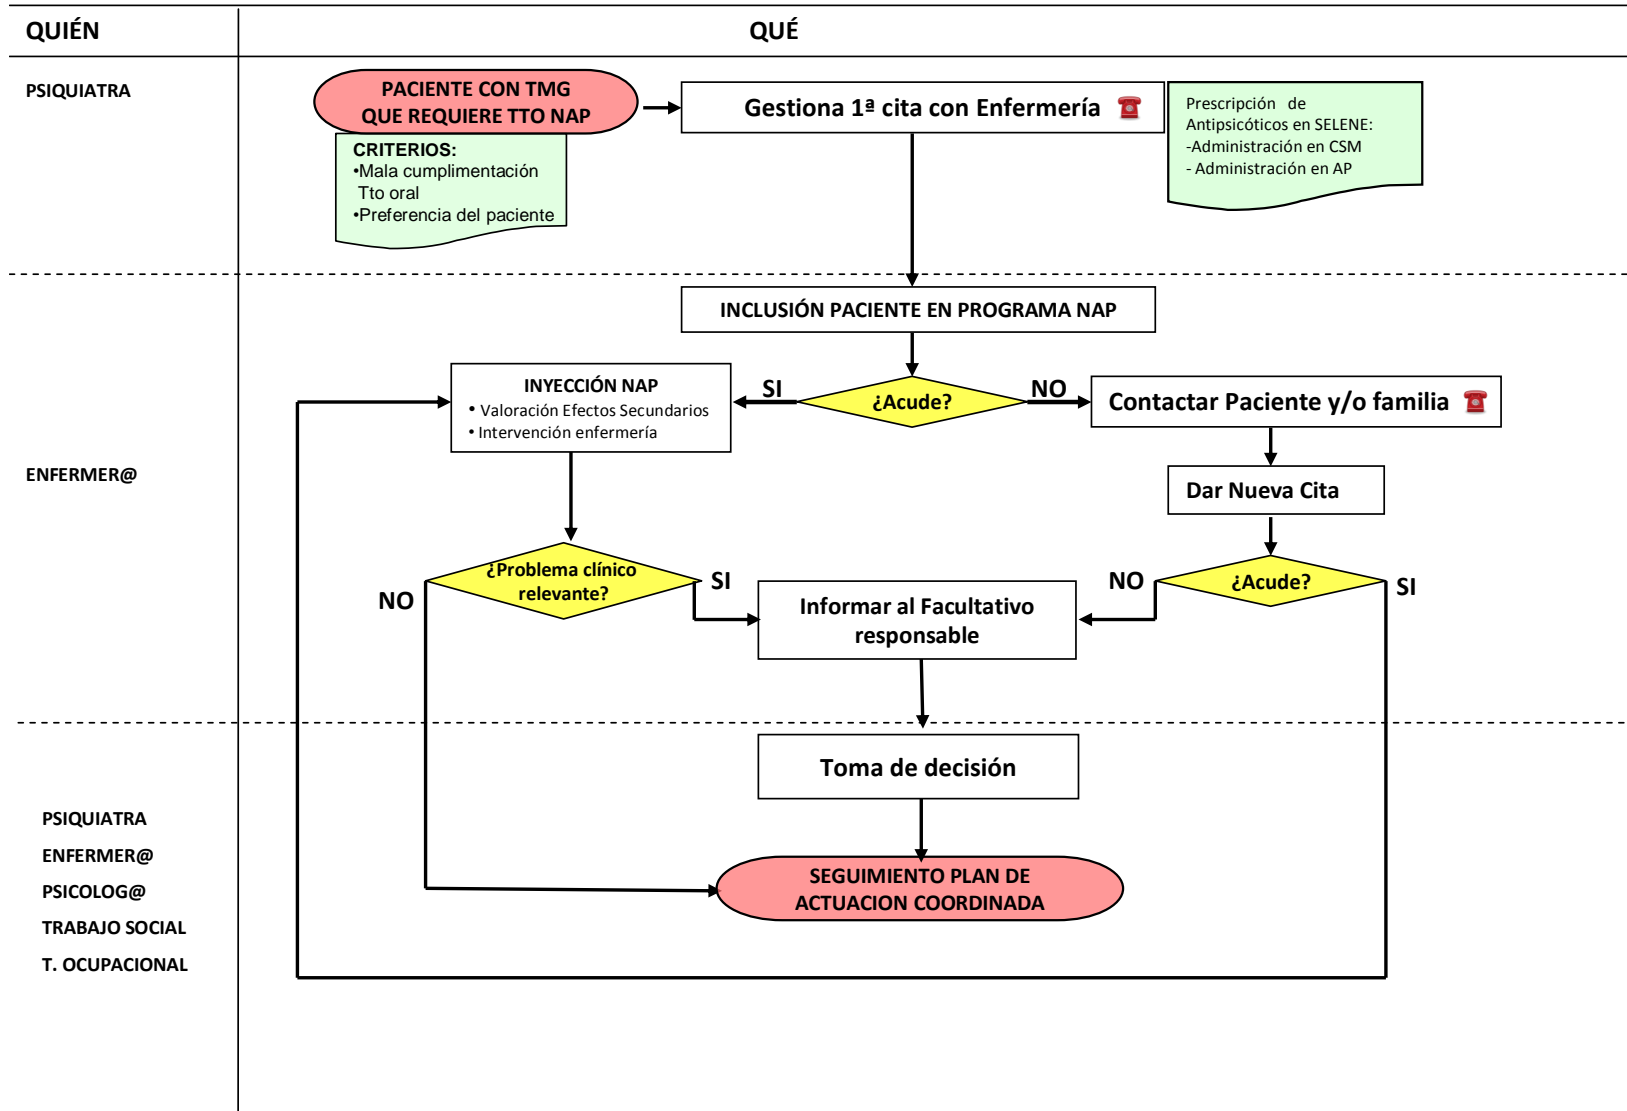 QUIÉN
QUÉ
PSIQUIATRA
PACIENTE CON TMG
QUE REQUIERE TTO NAP
CRITERIOS:
•Mala cumplimentación
Tto oral
•Preferencia del paciente
Gestiona 1ª cita con Enfermería
Prescripción de
Antipsicóticos en SELENE:
-Administración en CSM
- Administración en AP
INCLUSIÓN PACIENTE EN PROGRAMA NAP
INYECCIÓN NAP
• Valoración Efectos Secundarios
• Intervención enfermería
SI
¿Acude?
NO
Contactar Paciente y/o familia
ENFERMER@
Dar Nueva Cita
¿Problema clínico
relevante?
NO
SI
Informar al Facultativo
responsable
NO
¿Acude?
SI
Toma de decisión
PSIQUIATRA
ENFERMER@
PSICOLOG@
TRABAJO SOCIAL
T. OCUPACIONAL
SEGUIMIENTO PLAN DE
ACTUACION COORDINADA